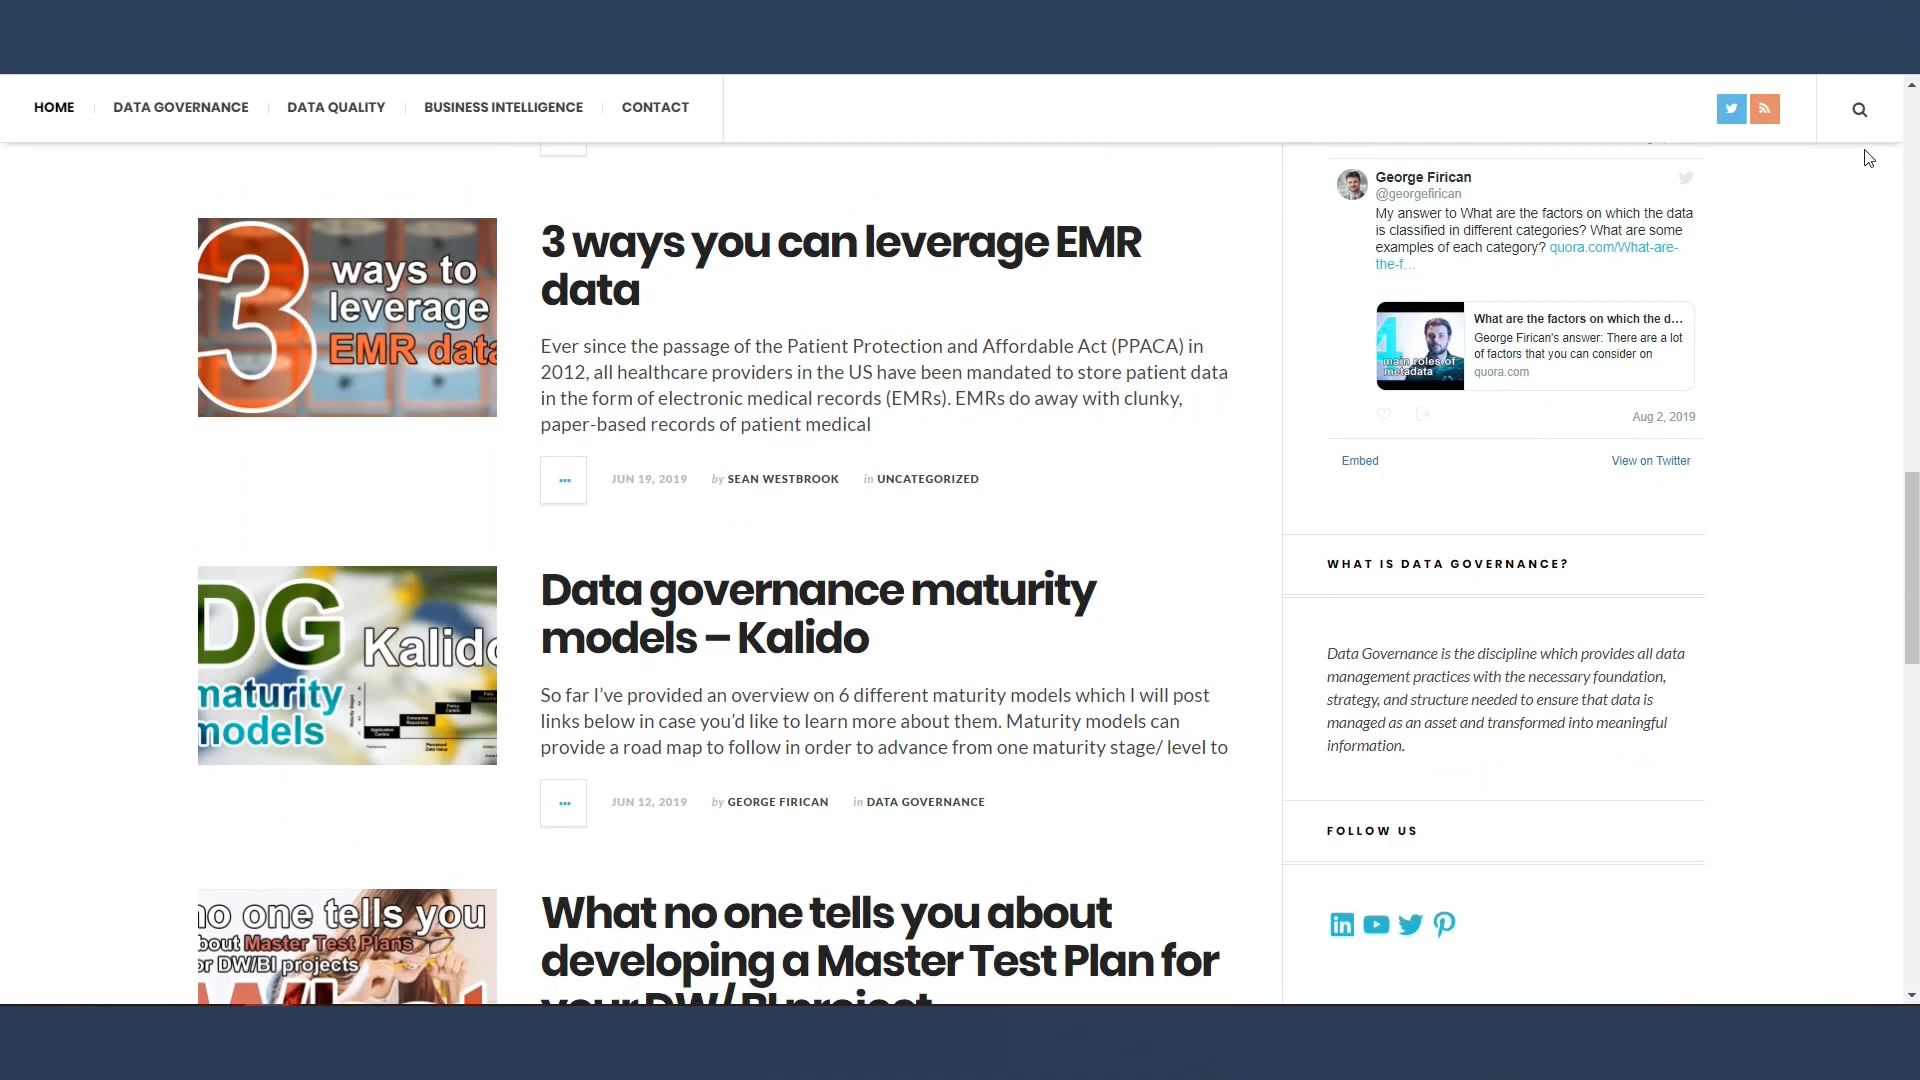 HOME
DATA GOVERNANCE
DATA QUALITY
BUSINESS INTELLIGENCE
CONTACT
3
ways to
leverage
EMR data
3 ways you can leverage EMR
data
Ever since the passage of the Patient Protection and Affordable Act (PPACA) in
2012, all healthcare providers in the US have been mandated to store patient data
in the form of electronic medical records (EMRs). EMRs do away with clunky,
paper-based records of patient medical
JUN 19, 2019 by SEAN WESTBROOK in UNCATEGORIZED
DG Kalido
maturity
models
Data governance maturity
models – Kalido
So far I’ve provided an overview on 6 different maturity models which I will post
links below in case you’d like to learn more about them. Maturity models can
provide a road map to follow in order to advance from one maturity stage/ level to
JUN 12, 2019 by GEORGE FIRICAN in DATA GOVERNANCE
no one tells you
bout Master Test Plans
or DW/BI projects
What no one tells you about
developing a Master Test Plan for
your DW/ BI project
George Firican
@georgefirican
My answer to What are the factors on which the data
is classified in different categories? What are some
examples of each category? quora.com/What-are-
the-f…
4
main roles of
metadata
What are the factors on which the d...
George Firican's answer: There are a lot
of factors that you can consider on
quora.com
Aug 2, 2019
Embed
View on Twitter
WHAT IS DATA GOVERNANCE?
Data Governance is the discipline which provides all data
management practices with the necessary foundation,
strategy, and structure needed to ensure that data is
managed as an asset and transformed into meaningful
information.
FOLLOW US